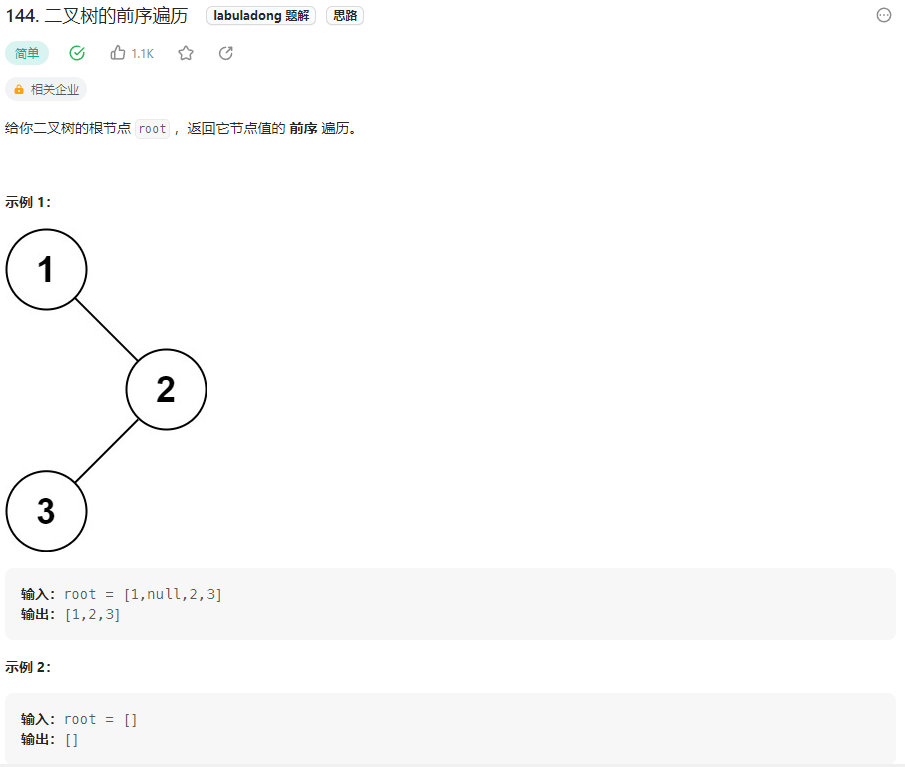 144. 二叉树的前序遍历 labuladong 题解 思路
简单 1.1K
相关企业
给你二叉树的根节点 root ，返回它节点值的 前序 遍历。
示例 1：
1
2
3
输入：root = [1,null,2,3]
输出：[1,2,3]
示例 2：
输入：root = []
输出：[]